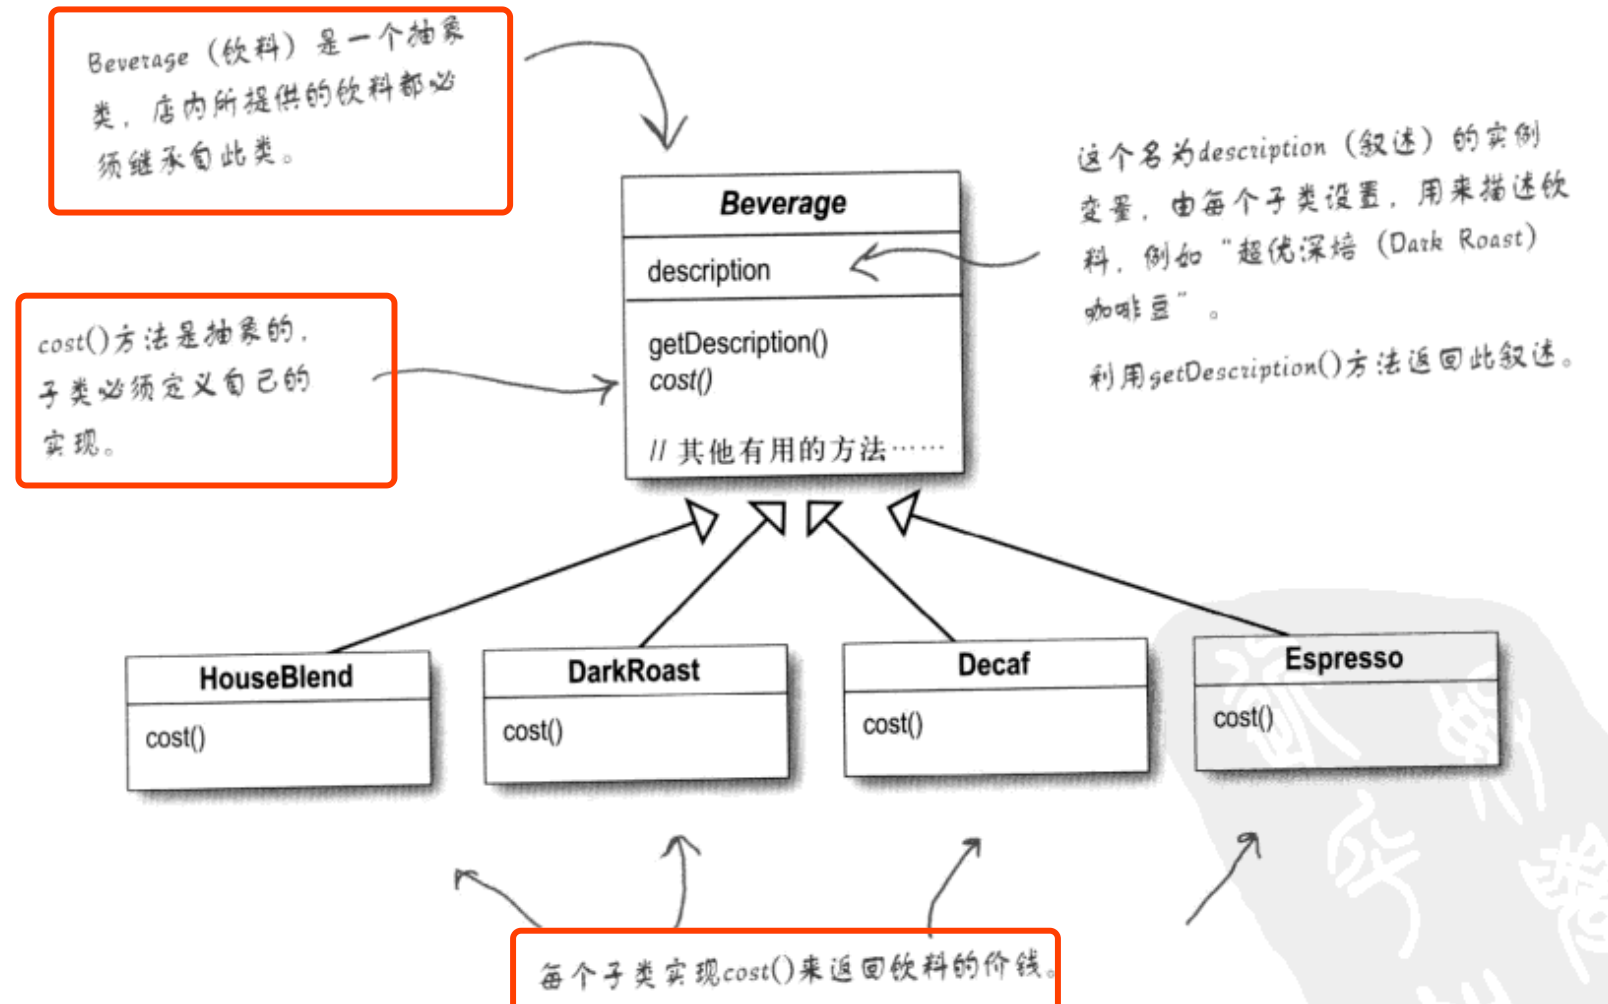 Beverage（饮料）是一个抽象
类，店内所提供的饮料都必
须继承自此类。
这个名为description（叙述）的实例
变量，由每个子类设置，用来描述饮
料，例如“超优深焙（Dark Roast）
咖啡豆”。
利用getDescription()方法返回此叙述。
Beverage
description
getDescription()
cost()
// 其他有用的方法……
cost()方法是抽象的，
子类必须定义自己的
实现。
HouseBlend
cost()
DarkRoast
cost()
Decaf
cost()
Espresso
cost()
每个子类实现cost()来返回饮料的价钱。